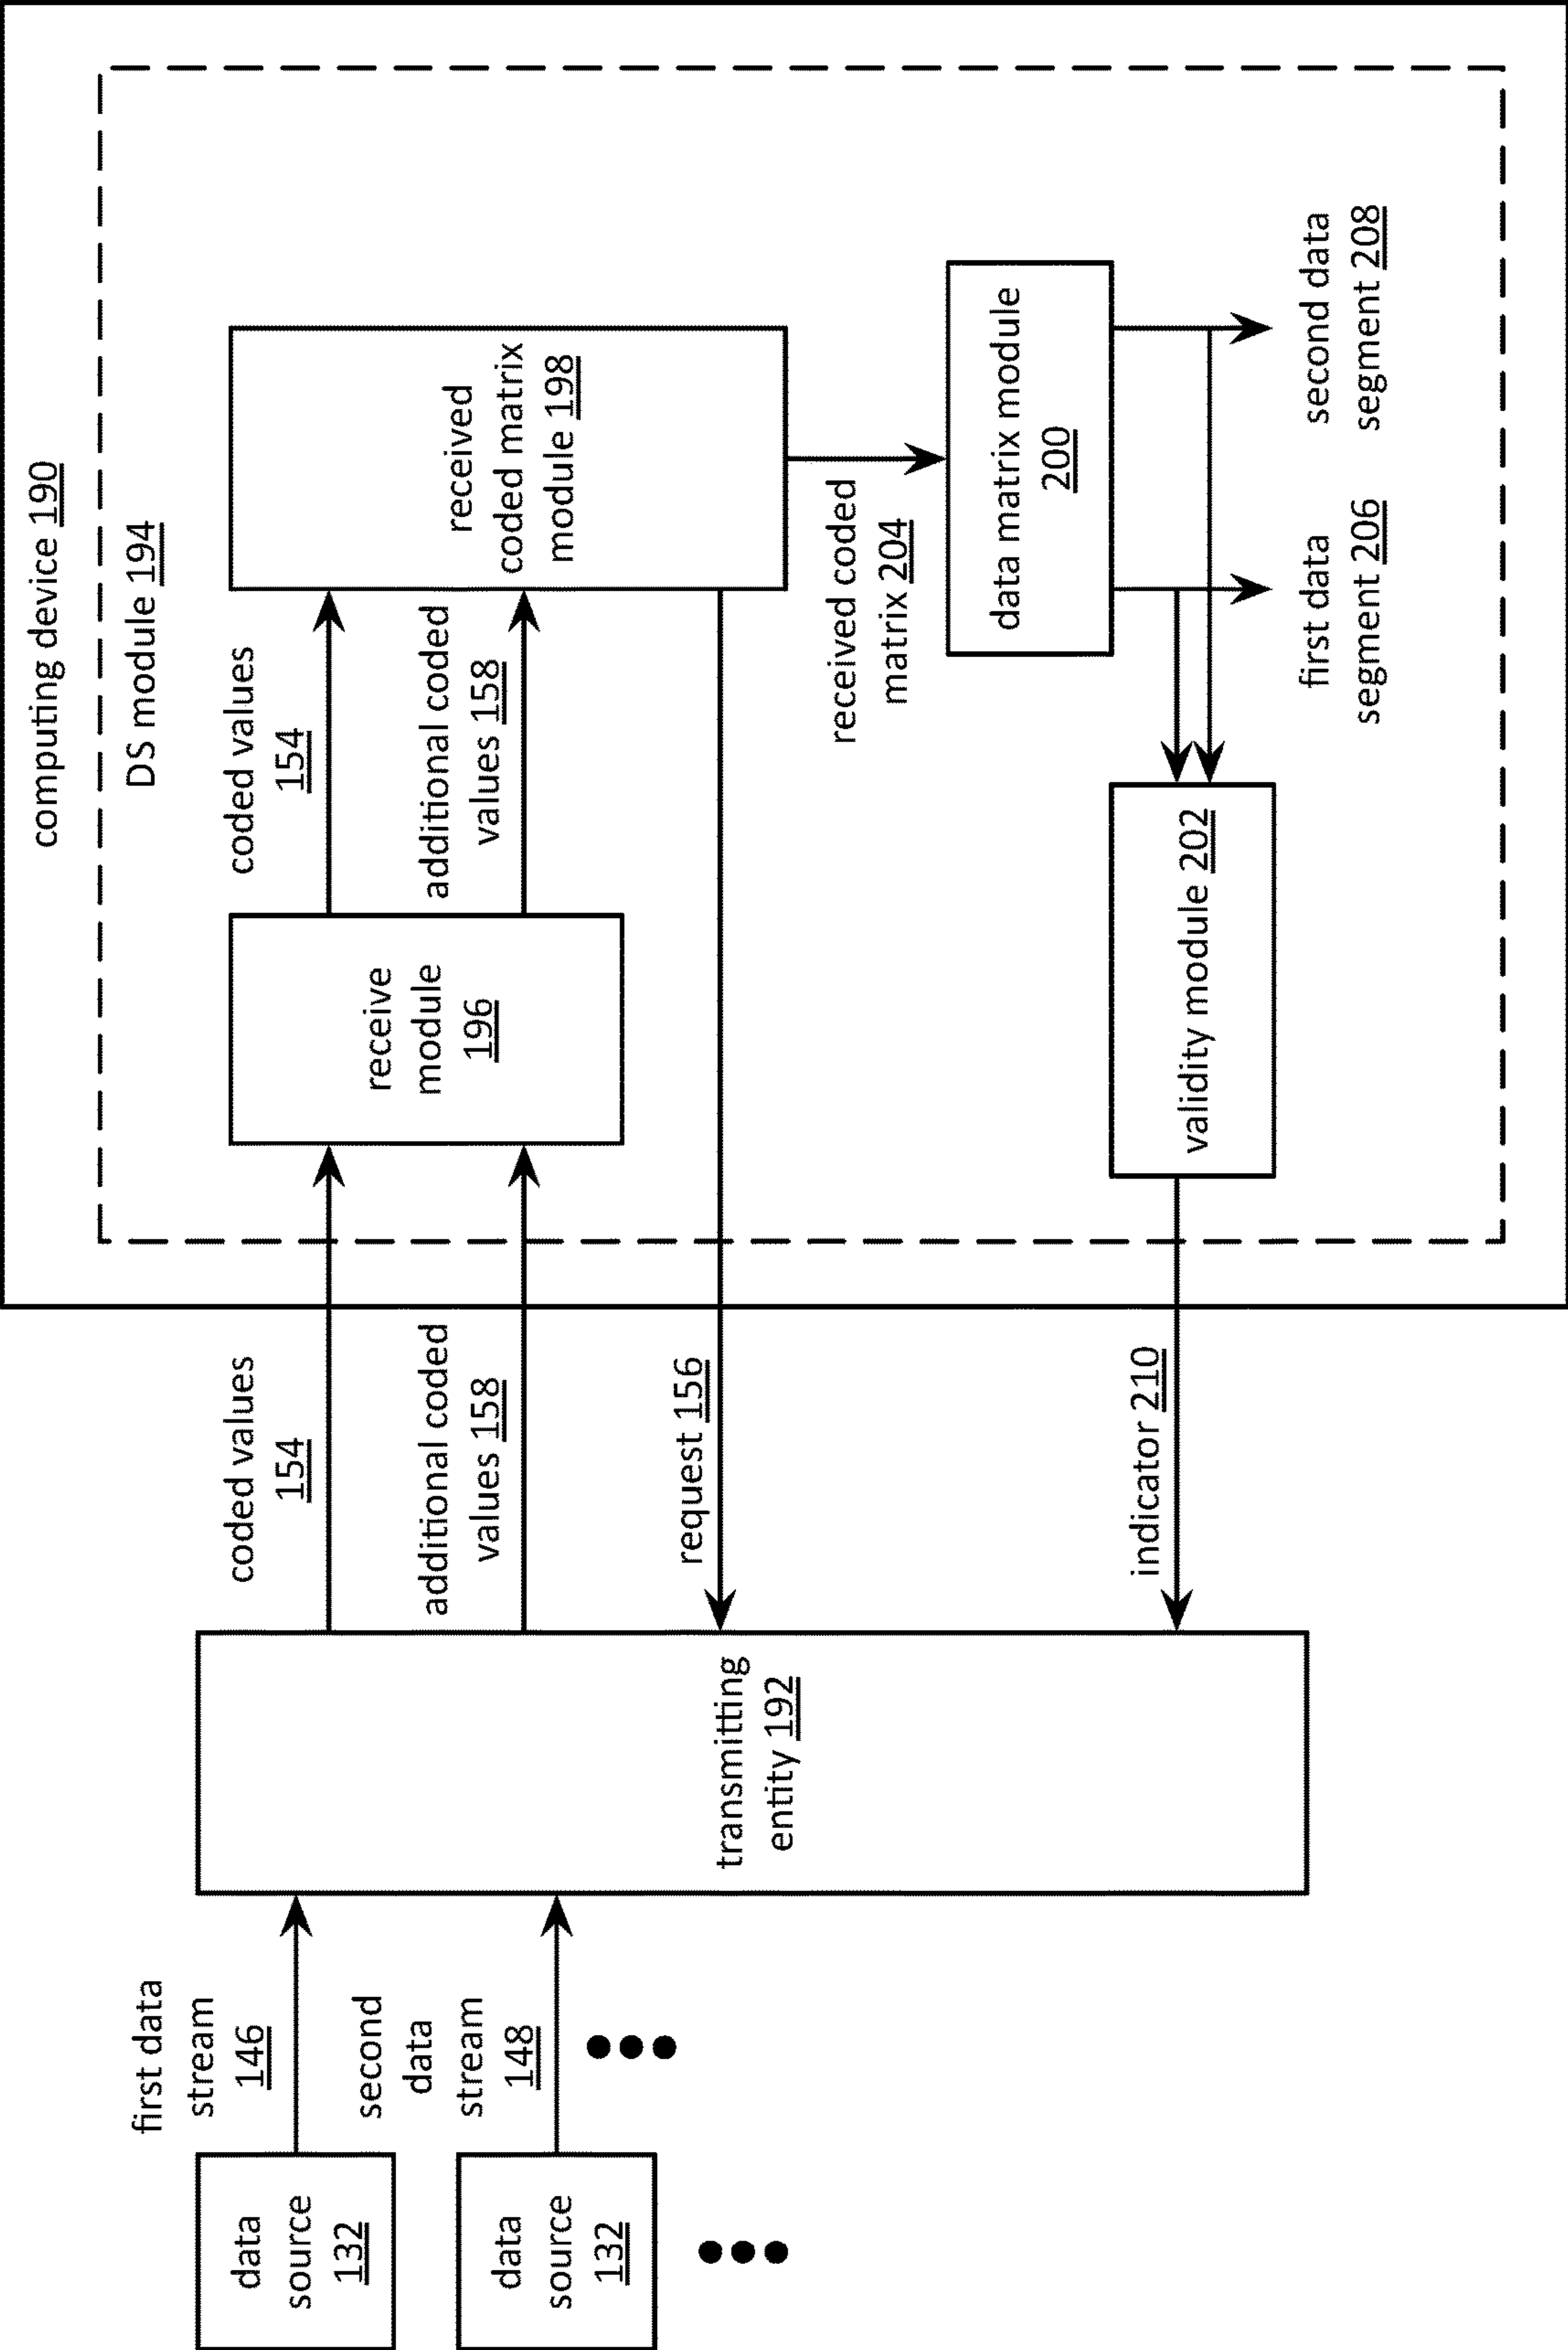 computing device 190
DS module 194
first data
stream
146
data
source
132
second
data
stream
148
data
source
132
transmitting
entity 192
coded values
154
additional coded
values 158
request 156
indicator 210
receive
module
196
coded values
154
additional coded
values 158
received
coded matrix
module 198
received coded
matrix 204
data matrix module
200
validity module 202
first data
segment 206
second data
segment 208